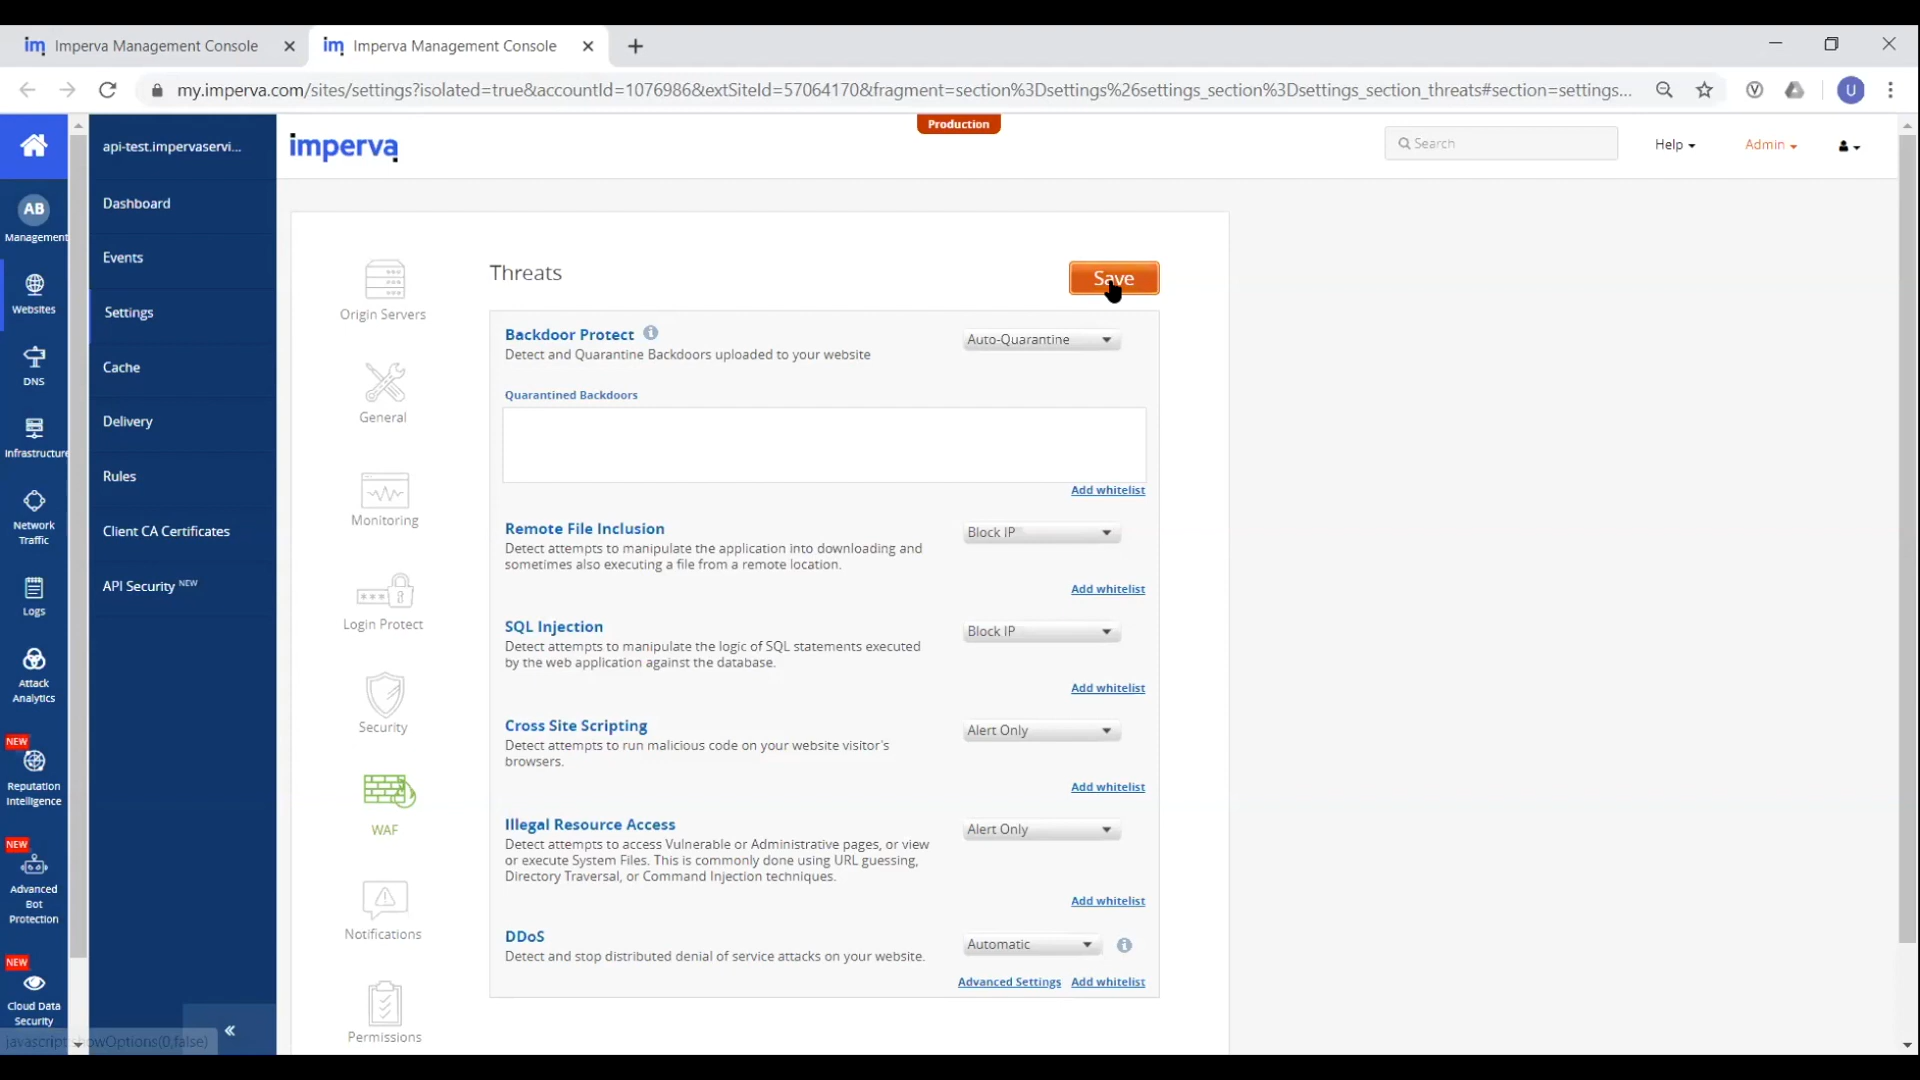 im Imperva Management Console
im Imperva Management Console
my.imperva.com/sites/settings?isolated=true&accountId=1076986&extSiteId=57064170&fragment=section%3Dsettings%26settings_section%3Dsettings_section_threats#section=settings...
U
AB
Management
Websites
DNS
Infrastructure
Network
Traffic
Logs
Attack
Analytics
NEW
Reputation
Intelligence
NEW
Advanced
Bot
Protection
NEW
Cloud Data
Security
api-test.impervaservi...
Dashboard
Events
Settings
Cache
Delivery
Rules
Client CA Certificates
API Security NEW
«
imperva
Production
Search
Help
Admin
Origin Servers
General
Monitoring
Login Protect
Security
WAF
Notifications
Permissions
Threats
Save
Backdoor Protect
Auto-Quarantine
Detect and Quarantine Backdoors uploaded to your website
Quarantined Backdoors
Add whitelist
Remote File Inclusion
Block IP
Detect attempts to manipulate the application into downloading and
sometimes also executing a file from a remote location.
Add whitelist
SQL Injection
Block IP
Detect attempts to manipulate the logic of SQL statements executed
by the web application against the database.
Add whitelist
Cross Site Scripting
Alert Only
Detect attempts to run malicious code on your website visitor's
browsers.
Add whitelist
Illegal Resource Access
Alert Only
Detect attempts to access Vulnerable or Administrative pages, or view
or execute System Files. This is commonly done using URL guessing,
Directory Traversal, or Command Injection techniques.
Add whitelist
DDoS
Automatic
Detect and stop distributed denial of service attacks on your website.
Advanced Settings Add whitelist
javascript:showOptions(0,false)